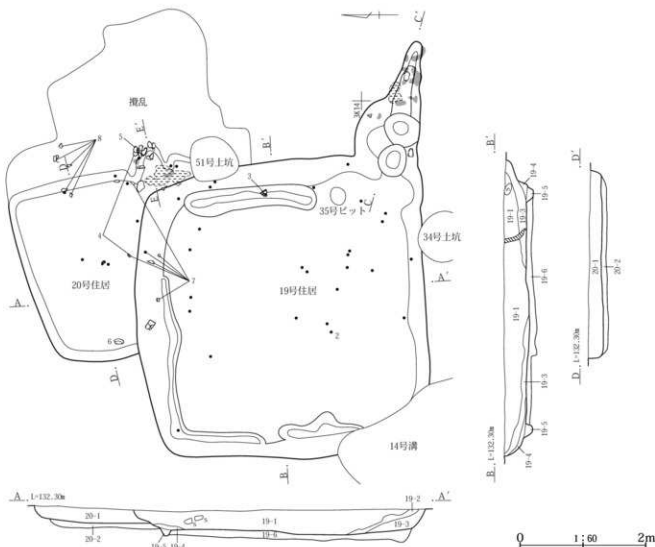 C'
撹乱
3K14
8
5
E'
D'
51号土坑
B'
E
3
35号ピット
C
4
34号土坑
7
A
20号住居
19号住居
A'
2
6
D
14号溝
B
B'
19-4
19-5
19-1
19-3
19-6
19-1
19-3
19-5
19-4
B L=132.30m
D'
20-1
20-2
D L=132.30m
A L=132.30m
19-2
A'
20-1
19-1
19-3
20-2
19-5
19-4
19-6
0 1:60 2m